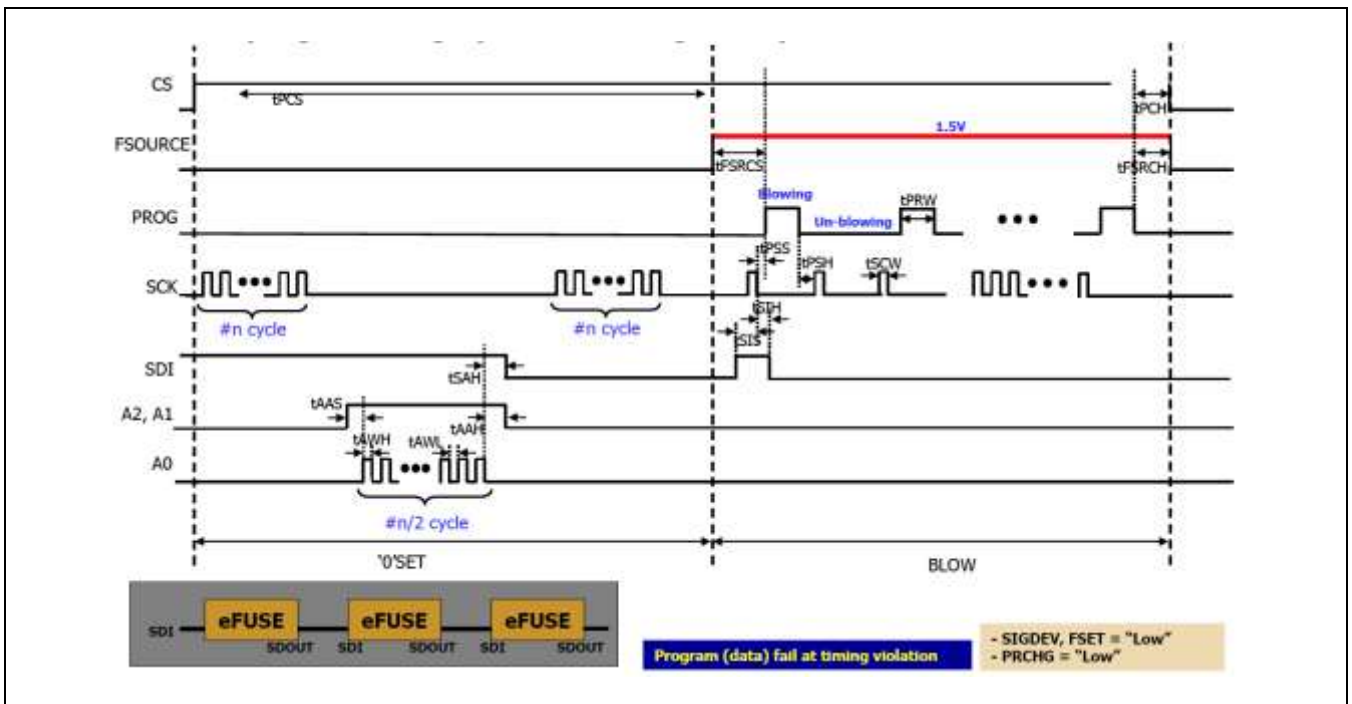 CS
tPCS
tPCH
FSOURCE
1.5V
tFSRCS
tFSRCH
Blowing
PROG
Un-blowing
tPRW
tPSS
tPSH
tSCW
SCK
#n cycle
#n cycle
tSIH
tSIS
SDI
tSAH
tAAS
A2, A1
tAAH
tAWH
tAWL
A0
#n/2 cycle
'0'SET
BLOW
eFUSE
eFUSE
eFUSE
SDI
SDOUT
SDI
SDOUT
SDI
SDOUT
Program (data) fail at timing violation
- SIGDEV, FSET = "Low"
- PRCHG = "Low"